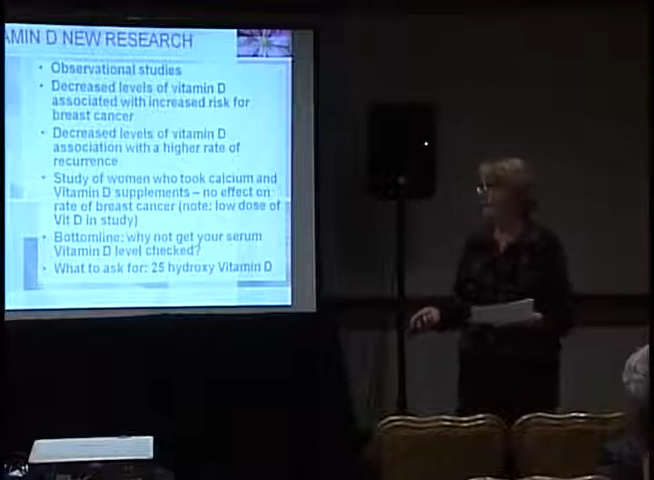 AMIN D NEW RESEARCH
• Observational studies
• Decreased levels of vitamin D
associated with increased risk for
breast cancer
• Decreased levels of vitamin D
association with a higher rate of
recurrence
• Study of women who took calcium and
Vitamin D supplements – no effect on
rate of breast cancer (note: low dose of
Vit D in study)
• Bottomline: why not get your serum
Vitamin D level checked?
• What to ask for: 25 hydroxy Vitamin D